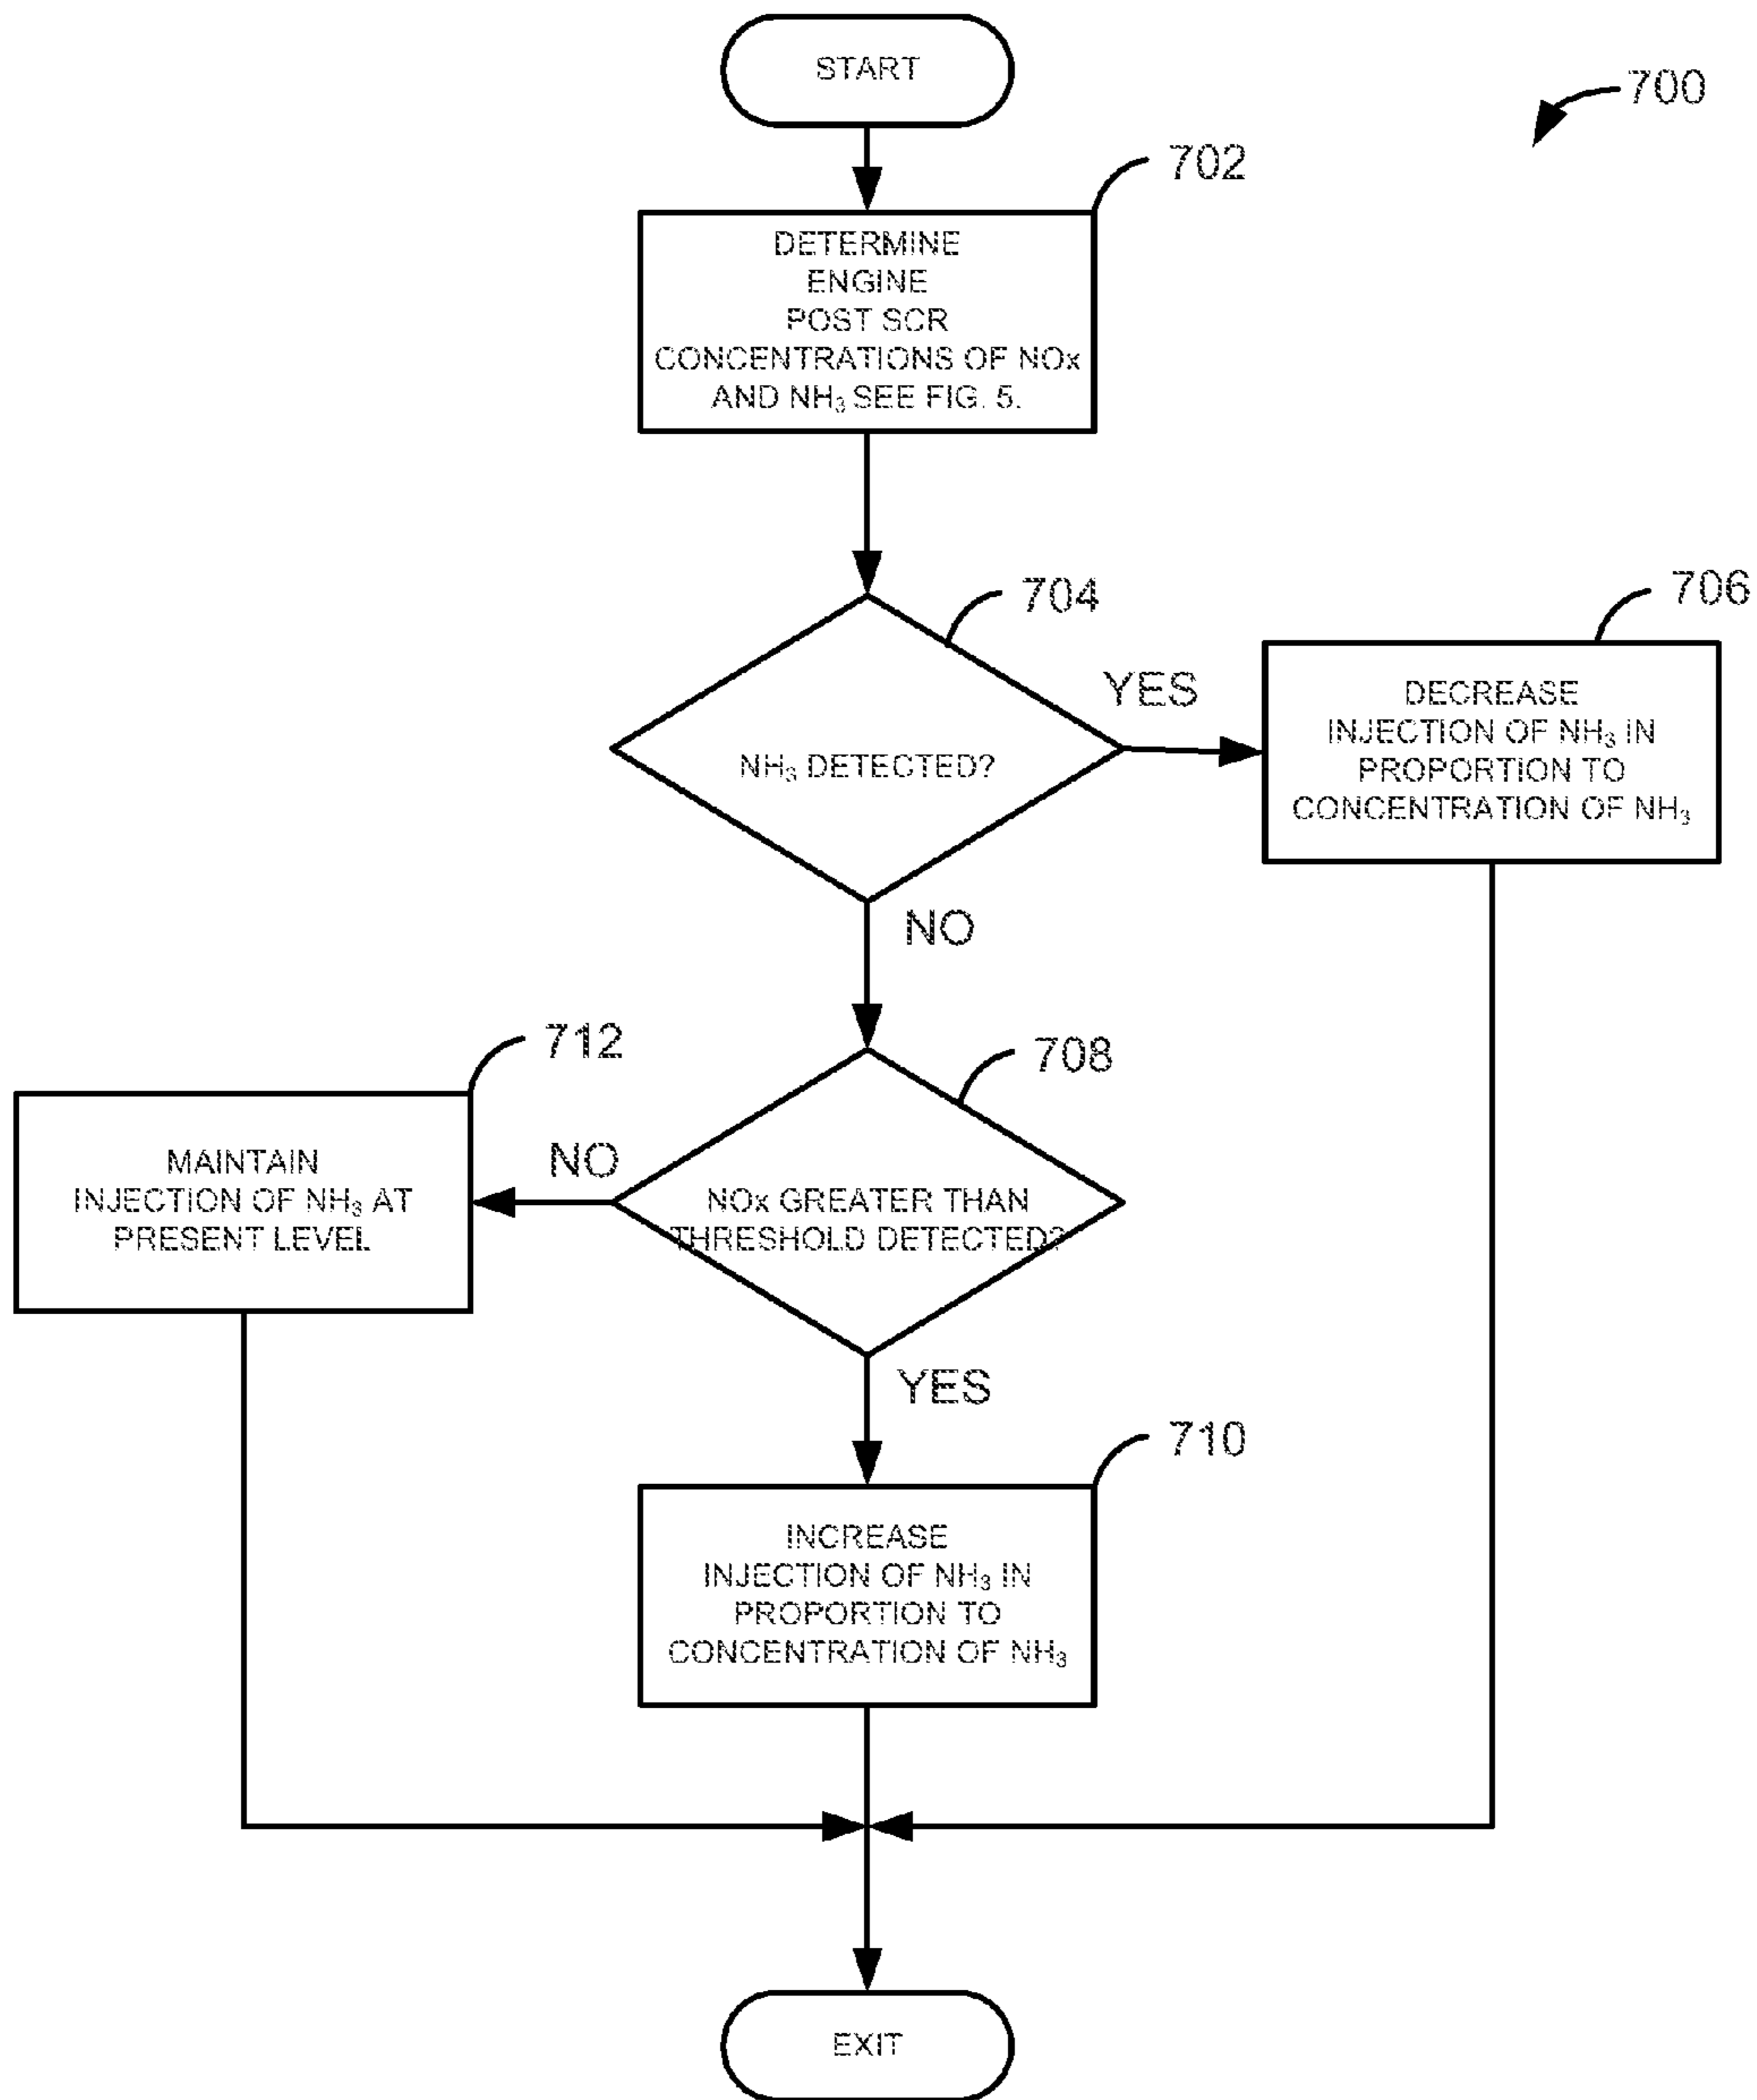 START
700
702
DETERMINE
ENGINE
POST SCR
CONCENTRATIONS OF NOx
AND NH₃ SEE FIG. 5.
704
NH₃ DETECTED?
YES
706
DECREASE
INJECTION OF NH₃ IN
PROPORTION TO
CONCENTRATION OF NH₃
NO
708
NOx GREATER THAN
THRESHOLD DETECTED?
NO
712
MAINTAIN
INJECTION OF NH₃ AT
PRESENT LEVEL
YES
710
INCREASE
INJECTION OF NH₃ IN
PROPORTION TO
CONCENTRATION OF NH₃
EXIT